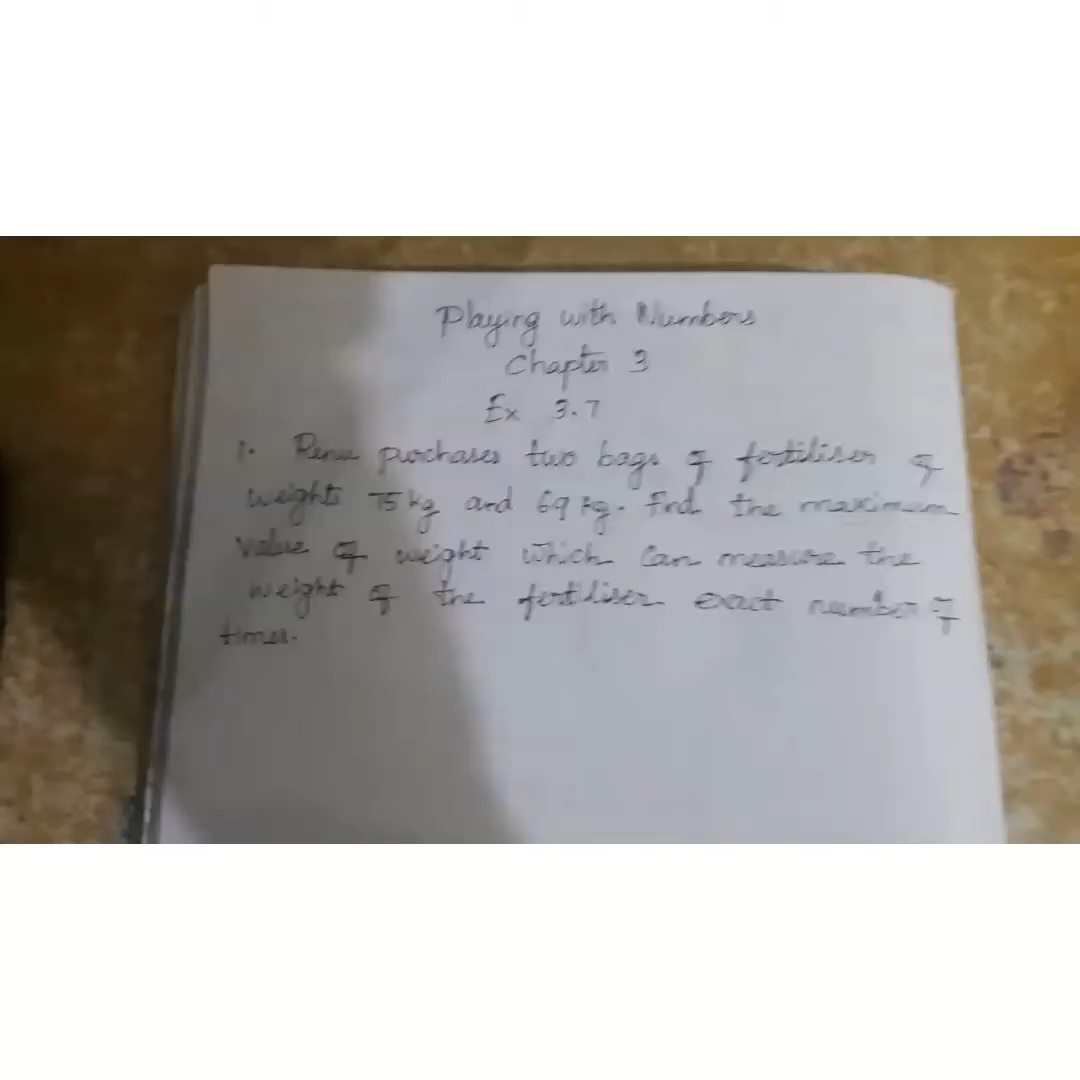 Playing with Numbers
Chapter 3
Ex 3.7
1. Renu purchases two bags of fertiliser of
weights 75 kg and 69 kg. Find the maximum
value of weight which can measure the
weight of the fertiliser exact number of
times.